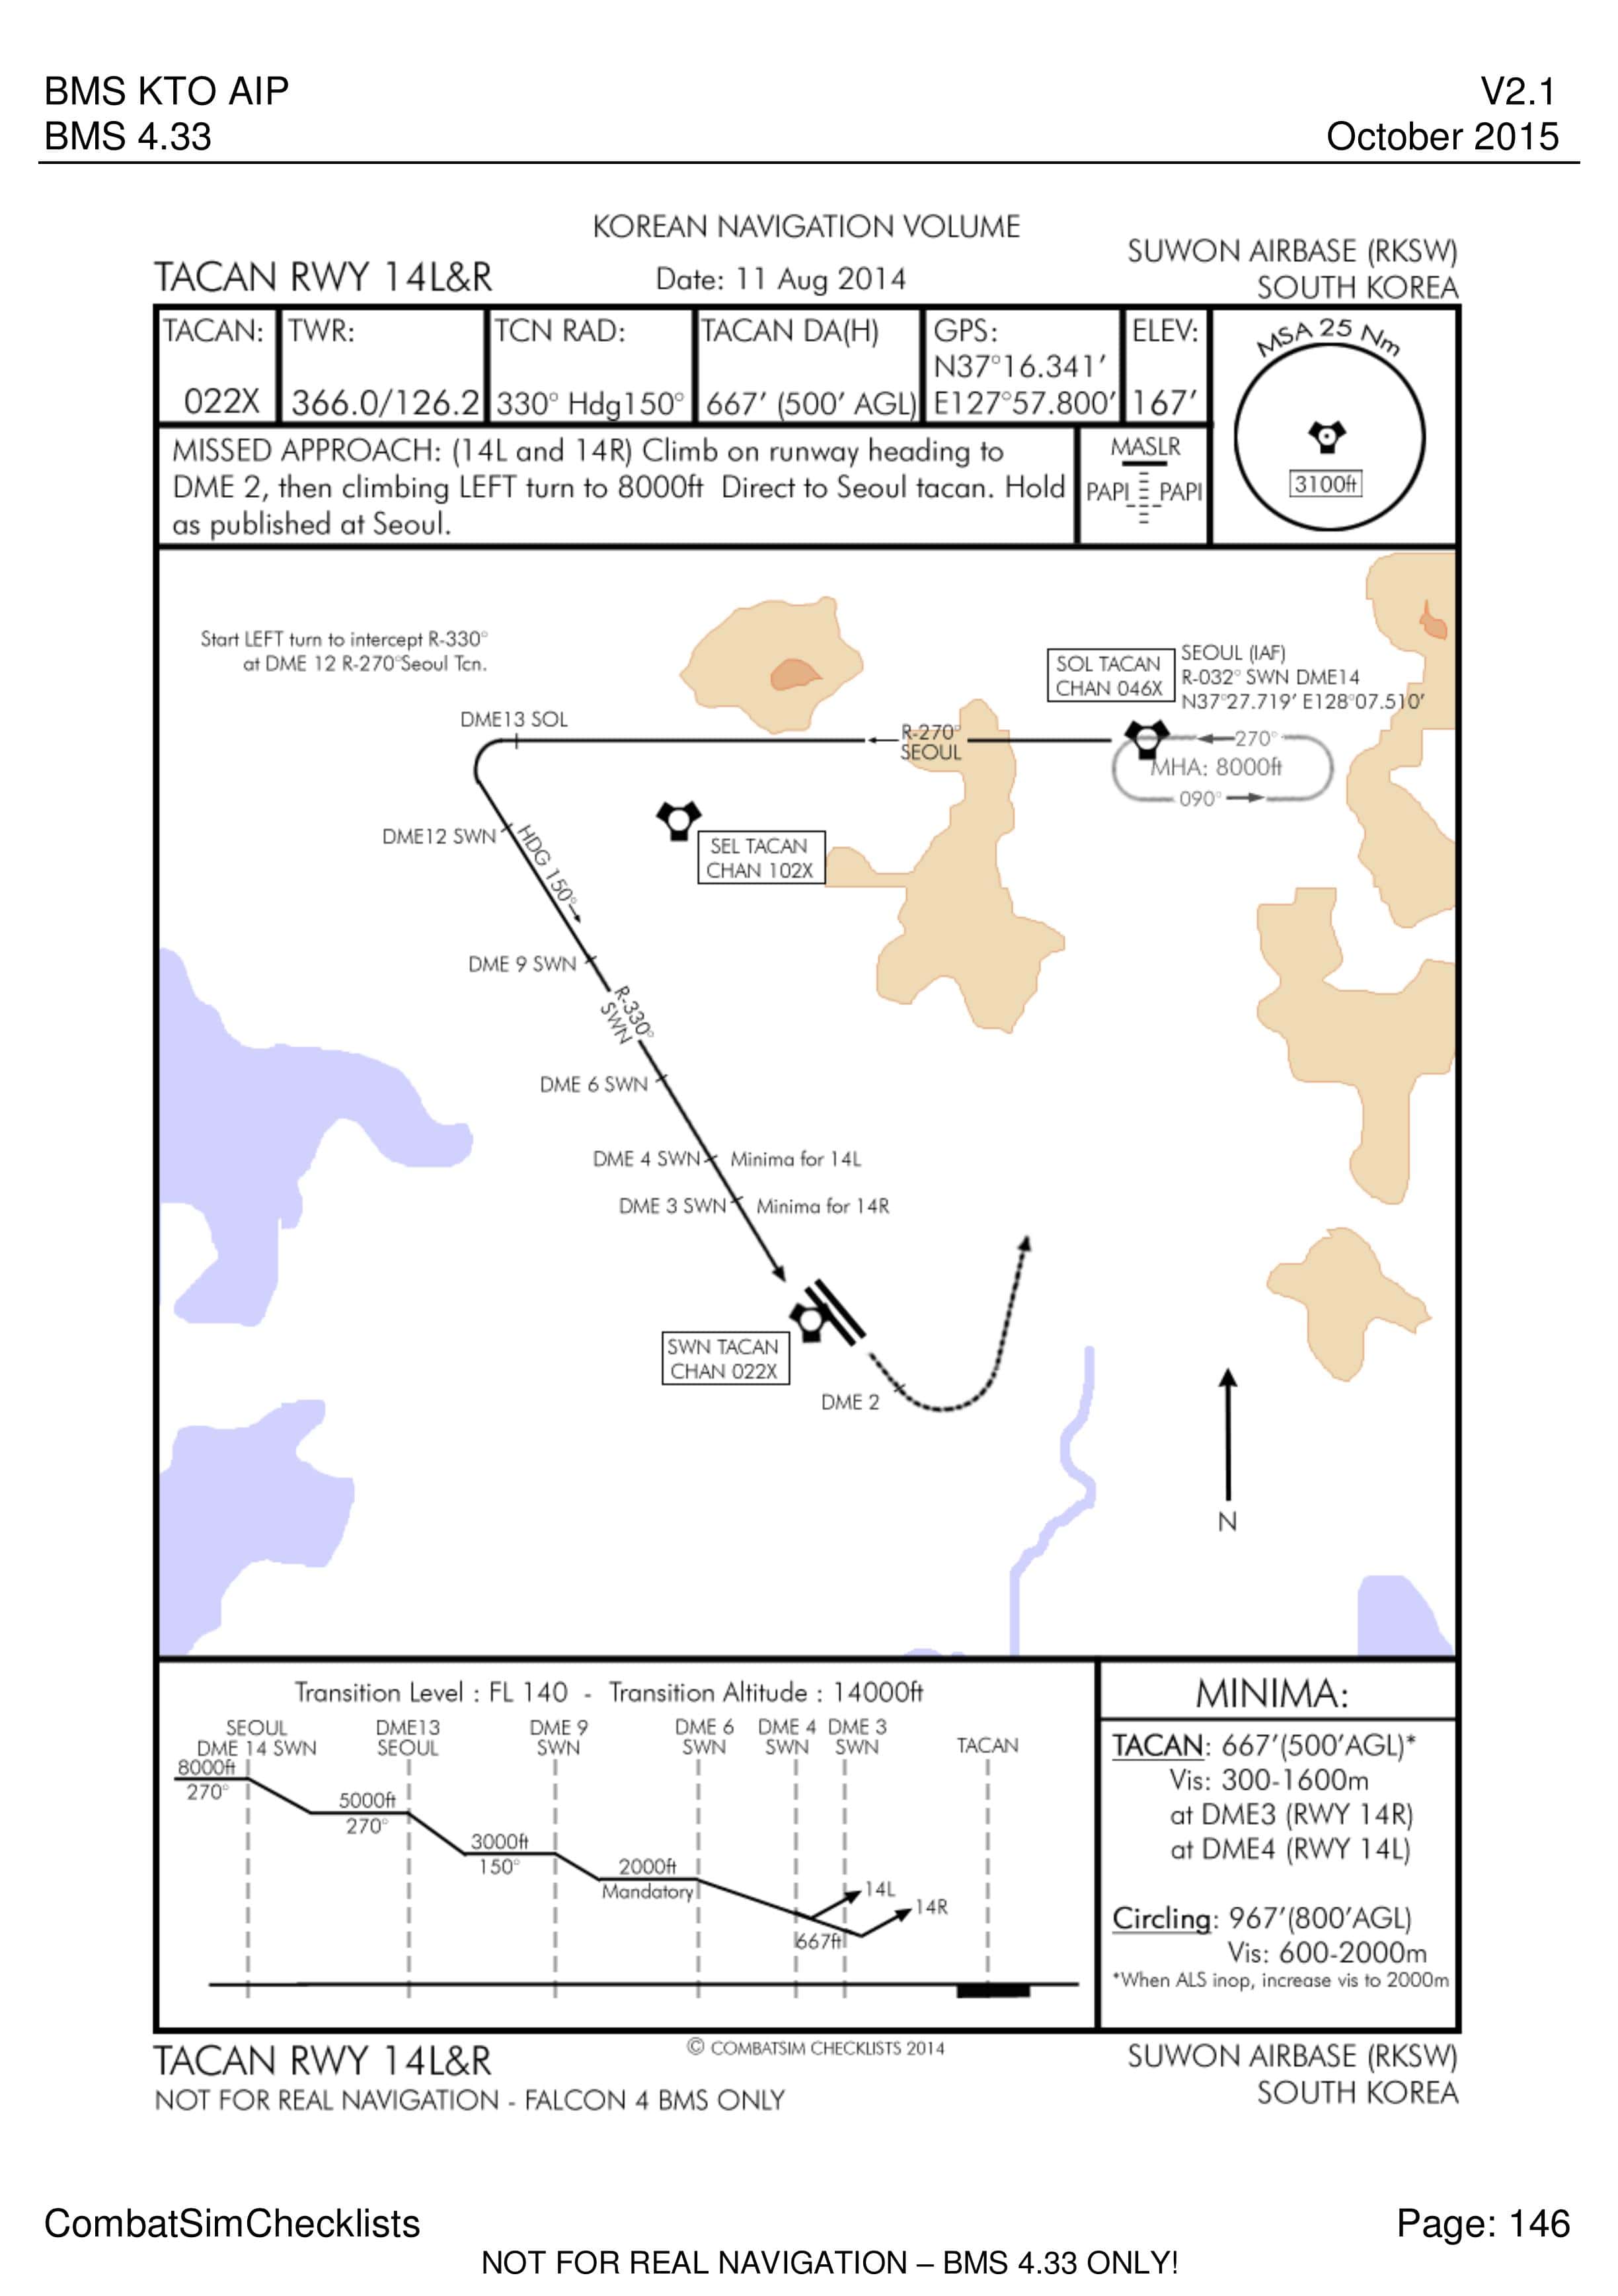 BMS KTO AIP
V2.1
BMS 4.33
October 2015
KOREAN NAVIGATION VOLUME
TACAN RWY 14L&R
Date: 11 Aug 2014
SUWON AIRBASE (RKSW)
SOUTH KOREA
TACAN:
022X
TWR:
366.0/126.2
TCN RAD:
330° Hdg150°
TACAN DA(H)
667' (500' AGL)
GPS:
N37°16.341'
E127°57.800'
ELEV:
167'
MSA 25 Nm
3100ft
MISSED APPROACH: (14L and 14R) Climb on runway heading to
DME 2, then climbing LEFT turn to 8000ft Direct to Seoul tacan. Hold
as published at Seoul.
MASLR
PAPI PAPI
Start LEFT turn to intercept R-330°
at DME 12 R-270°Seoul Tcn.
SOL TACAN
CHAN 046X
SEOUL (IAF)
R-032° SWN DME14
N37°27.719' E128°07.510'
DME13 SOL
R-270°
SEOUL
270°
MHA: 8000ft
090°
DME12 SWN
HDG 150°
SEL TACAN
CHAN 102X
DME 9 SWN
R-330°
SWN
DME 6 SWN
DME 4 SWN
Minima for 14L
DME 3 SWN
Minima for 14R
SWN TACAN
CHAN 022X
DME 2
N
Transition Level : FL 140 - Transition Altitude : 14000ft
SEOUL
DME 14 SWN
DME13
SEOUL
DME 9
SWN
DME 6
SWN
DME 4
SWN
DME 3
SWN
TACAN
8000ft
270°
5000ft
270°
3000ft
150°
2000ft
Mandatory
14L
14R
667ft
MINIMA:
TACAN: 667'(500'AGL)*
Vis: 300-1600m
at DME3 (RWY 14R)
at DME4 (RWY 14L)
Circling: 967'(800'AGL)
Vis: 600-2000m
*When ALS inop, increase vis to 2000m
TACAN RWY 14L&R
© COMBATSIM CHECKLISTS 2014
SUWON AIRBASE (RKSW)
NOT FOR REAL NAVIGATION - FALCON 4 BMS ONLY
SOUTH KOREA
CombatSimChecklists
Page: 146
NOT FOR REAL NAVIGATION – BMS 4.33 ONLY!